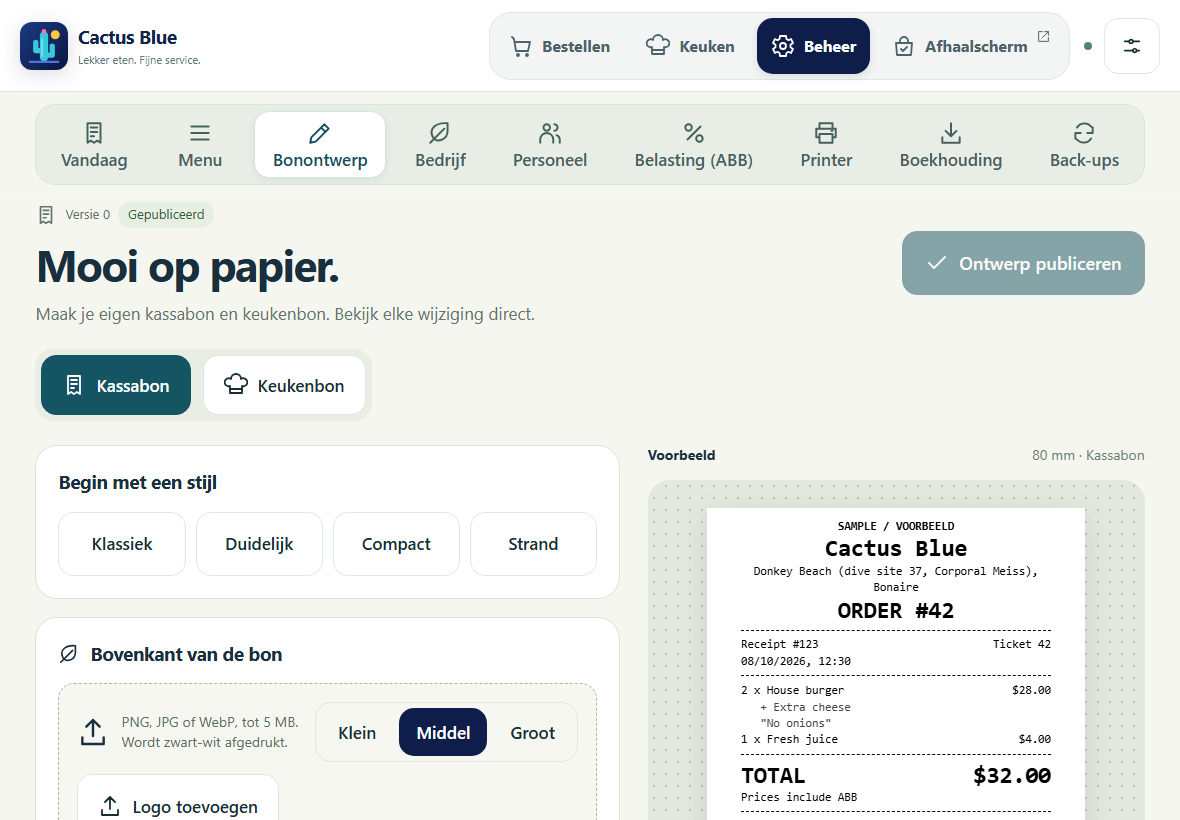 Cactus Blue
Lekker eten. Fijne service.
Bestellen
Keuken
Beheer
Afhaalscherm
Vandaag
Menu
Bonontwerp
Bedrijf
Personeel
Belasting (ABB)
Printer
Boekhouding
Back-ups
Versie 0
Gepubliceerd
Mooi op papier.
Maak je eigen kassabon en keukenbon. Bekijk elke wijziging direct.
Ontwerp publiceren
Kassabon
Keukenbon
Begin met een stijl
Klassiek
Duidelijk
Compact
Strand
Bovenkant van de bon
PNG, JPG of WebP, tot 5 MB.
Wordt zwart-wit afgedrukt.
Klein
Middel
Groot
Logo toevoegen
Voorbeeld
80 mm · Kassabon
SAMPLE / VOORBEELD
Cactus Blue
Donkey Beach (dive site 37, Corporal Meiss),
Bonaire
ORDER #42
Receipt #123 Ticket 42
08/10/2026, 12:30
2 x House burger $28.00
+ Extra cheese
"No onions"
1 x Fresh juice $4.00
TOTAL $32.00
Prices include ABB